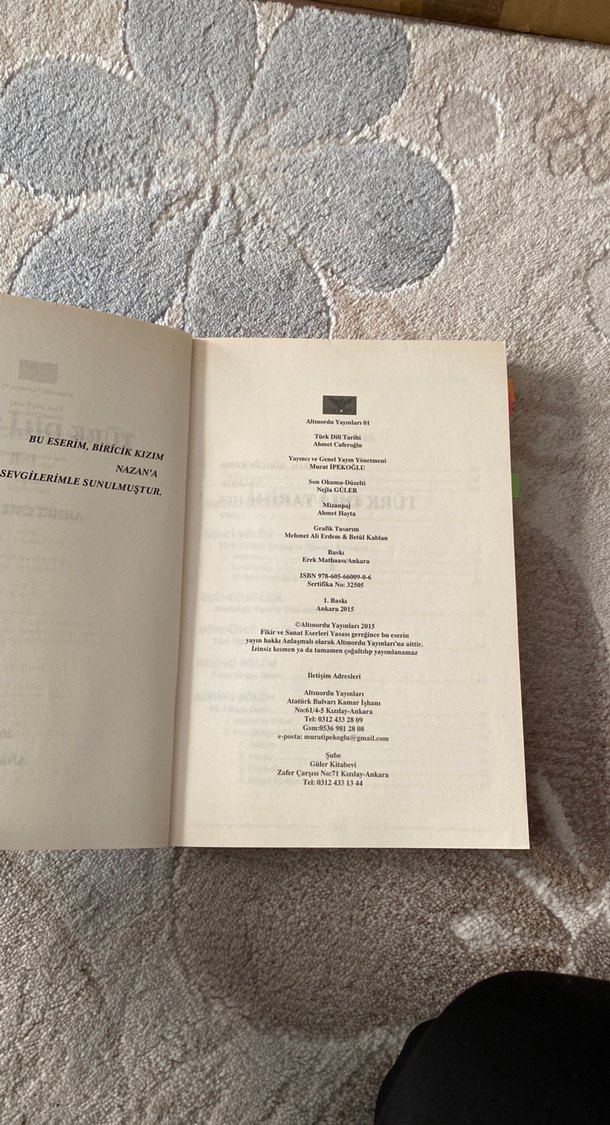 BU ESERİM, BİRİCİK KIZIM
NAZAN'A
SEVGİLERİMLE SUNULMUŞTUR.
Altınordu Yayınları 01
Türk Dili Tarihi
Ahmet Caferoğlu
Yayıncı ve Genel Yayın Yönetmeni
Murat İPEKOĞLU
Son Okuma-Düzelti
Nejla GÜLER
Mizanpaj
Ahmet Hayta
Grafik Tasarım
Mehmet Ali Erdem & Betül Kablan
Baskı
Erek Matbaası/Ankara
ISBN 978-605-66009-0-6
Sertifika No: 32505
1. Baskı
Ankara 2015
©Altınordu Yayınları 2015
Fikir ve Sanat Eserleri Yasası gereğince bu eserin
yayın hakkı Anlaşmalı olarak Altınordu Yayınları'na aittir.
İzinsiz kısmen ya da tamamen çoğaltılıp yayımlanamaz
İletişim Adresleri
Altınordu Yayınları
Atatürk Bulvarı Kamar İşhanı
No:61/4-5 Kızılay-Ankara
Tel: 0312 433 28 09
Gsm:0536 981 28 08
e-posta: muratipekoglu@gmail.com
Şube
Güler Kitabevi
Zafer Çarşısı No:71 Kızılay-Ankara
Tel: 0312 433 13 44